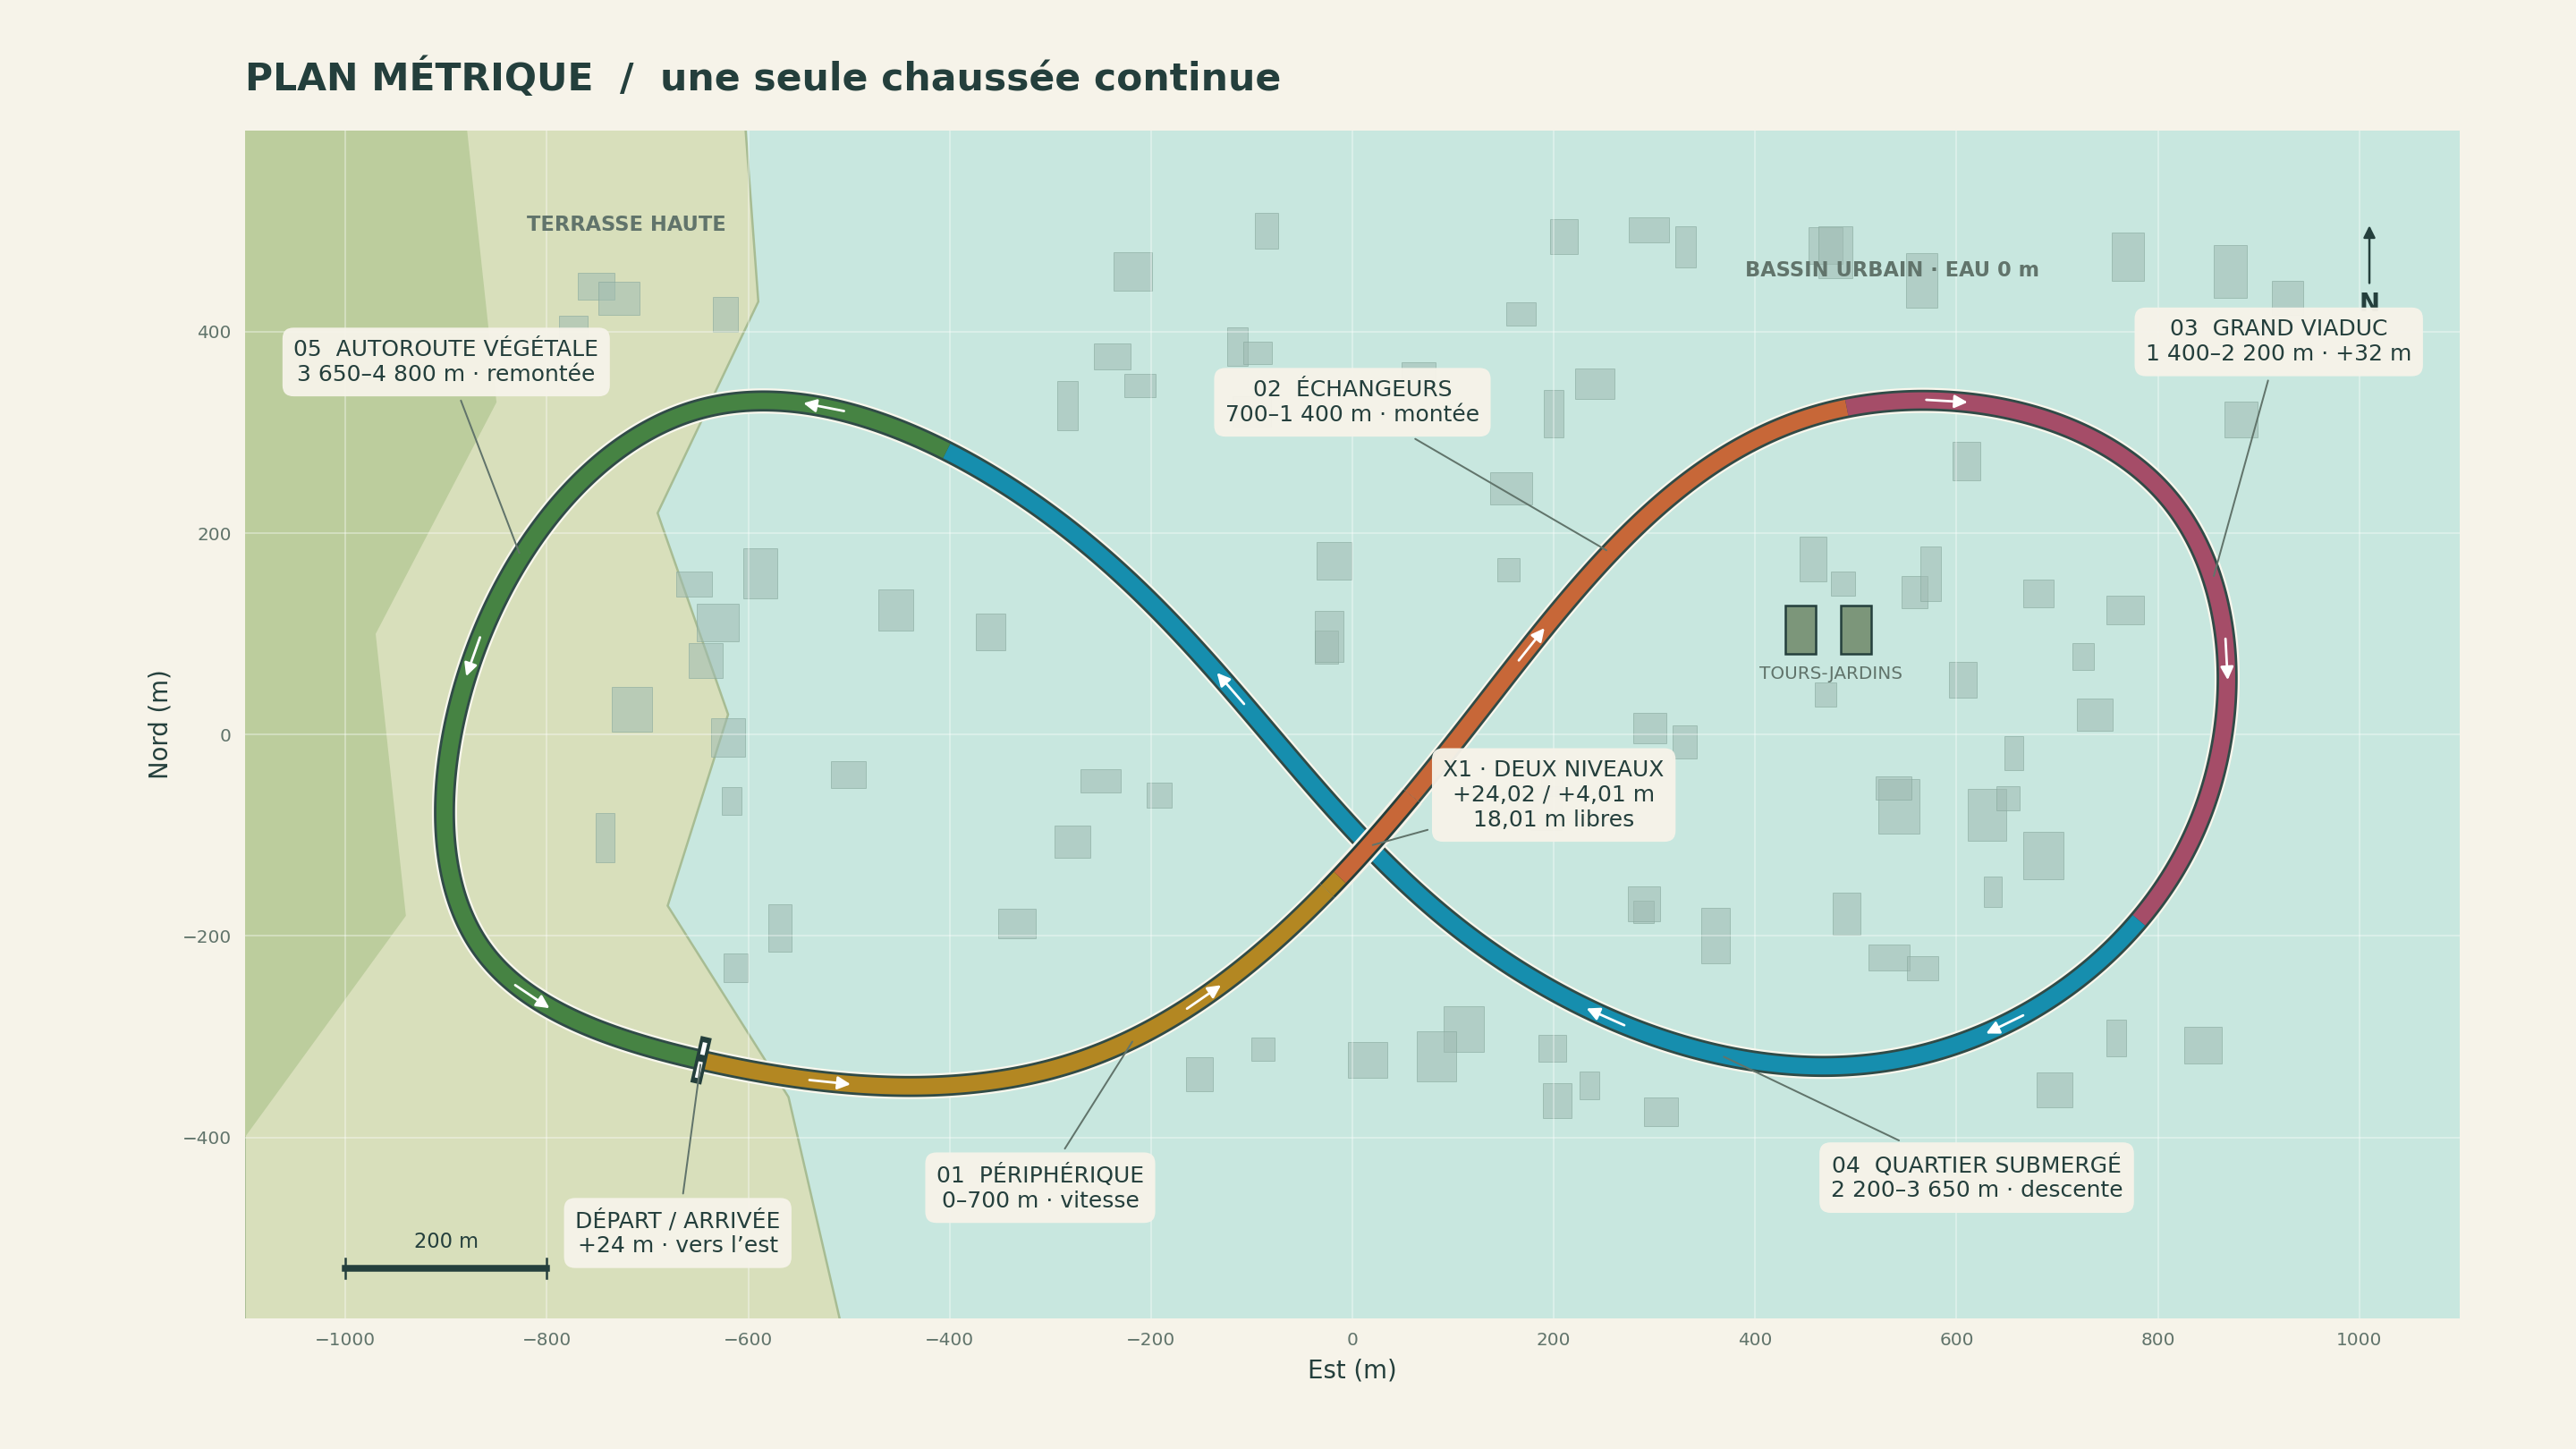 PLAN MÉTRIQUE / une seule chaussée continue
TERRASSE HAUTE
BASSIN URBAIN · EAU 0 m
N
03 GRAND VIADUC
1 400–2 200 m · +32 m
05 AUTOROUTE VÉGÉTALE
3 650–4 800 m · remontée
02 ÉCHANGEURS
700–1 400 m · montée
TOURS-JARDINS
X1 · DEUX NIVEAUX
+24,02 / +4,01 m
18,01 m libres
01 PÉRIPHÉRIQUE
0–700 m · vitesse
04 QUARTIER SUBMERGÉ
2 200–3 650 m · descente
DÉPART / ARRIVÉE
+24 m · vers l’est
200 m
400
200
0
−200
−400
Nord (m)
−1000
−800
−600
−400
−200
0
200
400
600
800
1000
Est (m)